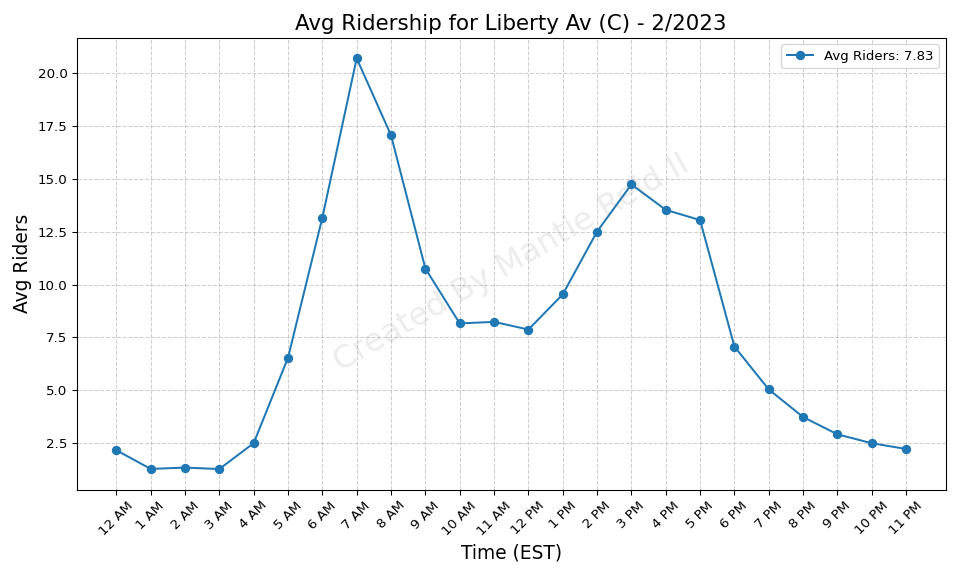 Avg Ridership for Liberty Av (C) - 2/2023
Avg Riders: 7.83
Avg Riders
20.0
17.5
15.0
12.5
10.0
7.5
5.0
2.5
Created By Mantie Reid II
12 AM
1 AM
2 AM
3 AM
4 AM
5 AM
6 AM
7 AM
8 AM
9 AM
10 AM
11 AM
12 PM
1 PM
2 PM
3 PM
4 PM
5 PM
6 PM
7 PM
8 PM
9 PM
10 PM
11 PM
Time (EST)